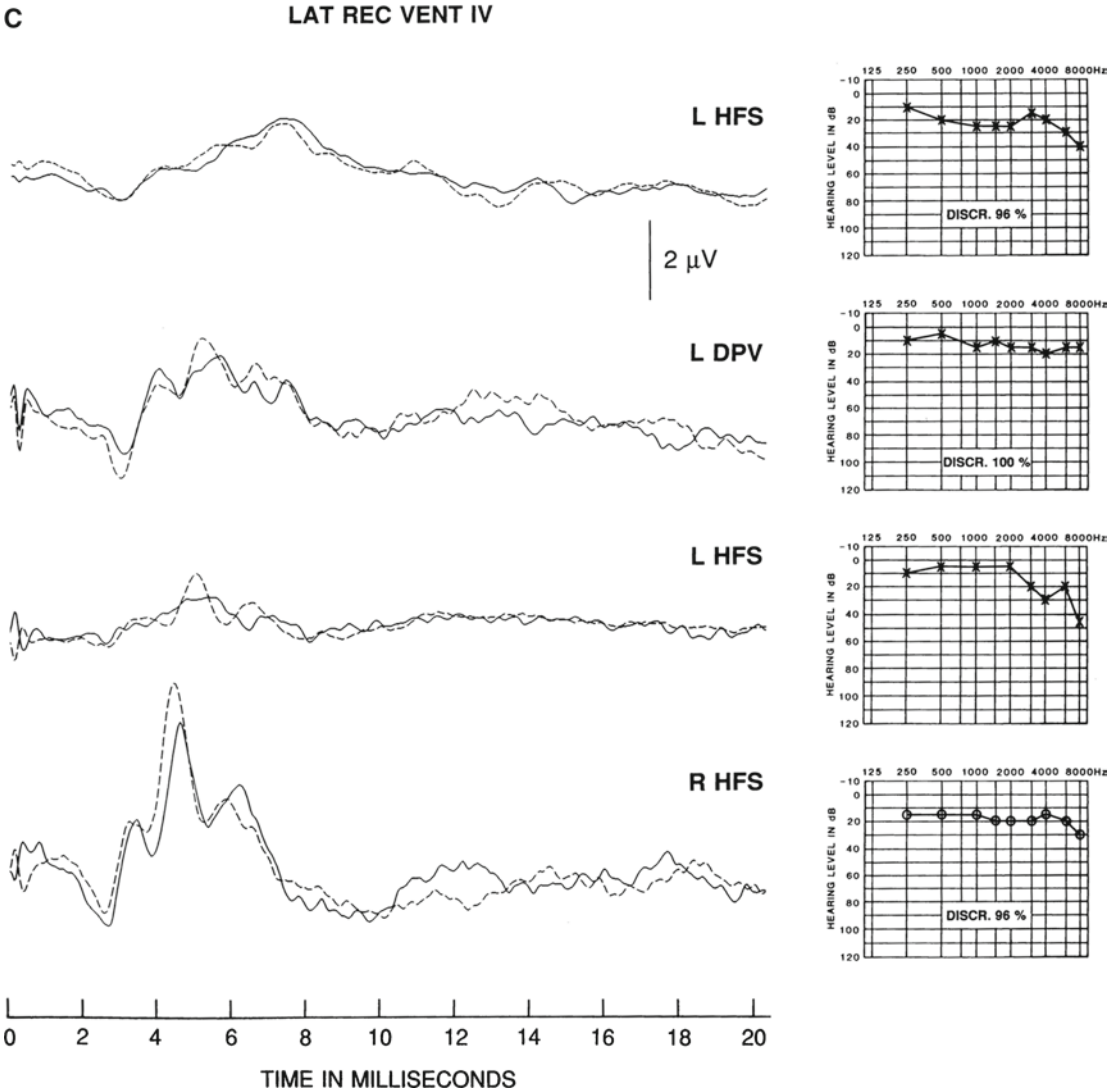 C
LAT REC VENT IV
L HFS
2 μV
L DPV
L HFS
R HFS
0 2 4 6 8 10 12 14 16 18 20
TIME IN MILLISECONDS
125 250 500 1000 2000 4000 8000Hz
HEARING LEVEL IN dB
-10
0
20
40
60
80
100
120
DISCR. 96 %
125 250 500 1000 2000 4000 8000Hz
HEARING LEVEL IN dB
-10
0
20
40
60
80
100
120
DISCR. 100 %
125 250 500 1000 2000 4000 8000Hz
HEARING LEVEL IN dB
-10
0
20
40
60
80
100
120
125 250 500 1000 2000 4000 8000Hz
HEARING LEVEL IN dB
-10
0
20
40
60
80
100
120
DISCR. 96 %